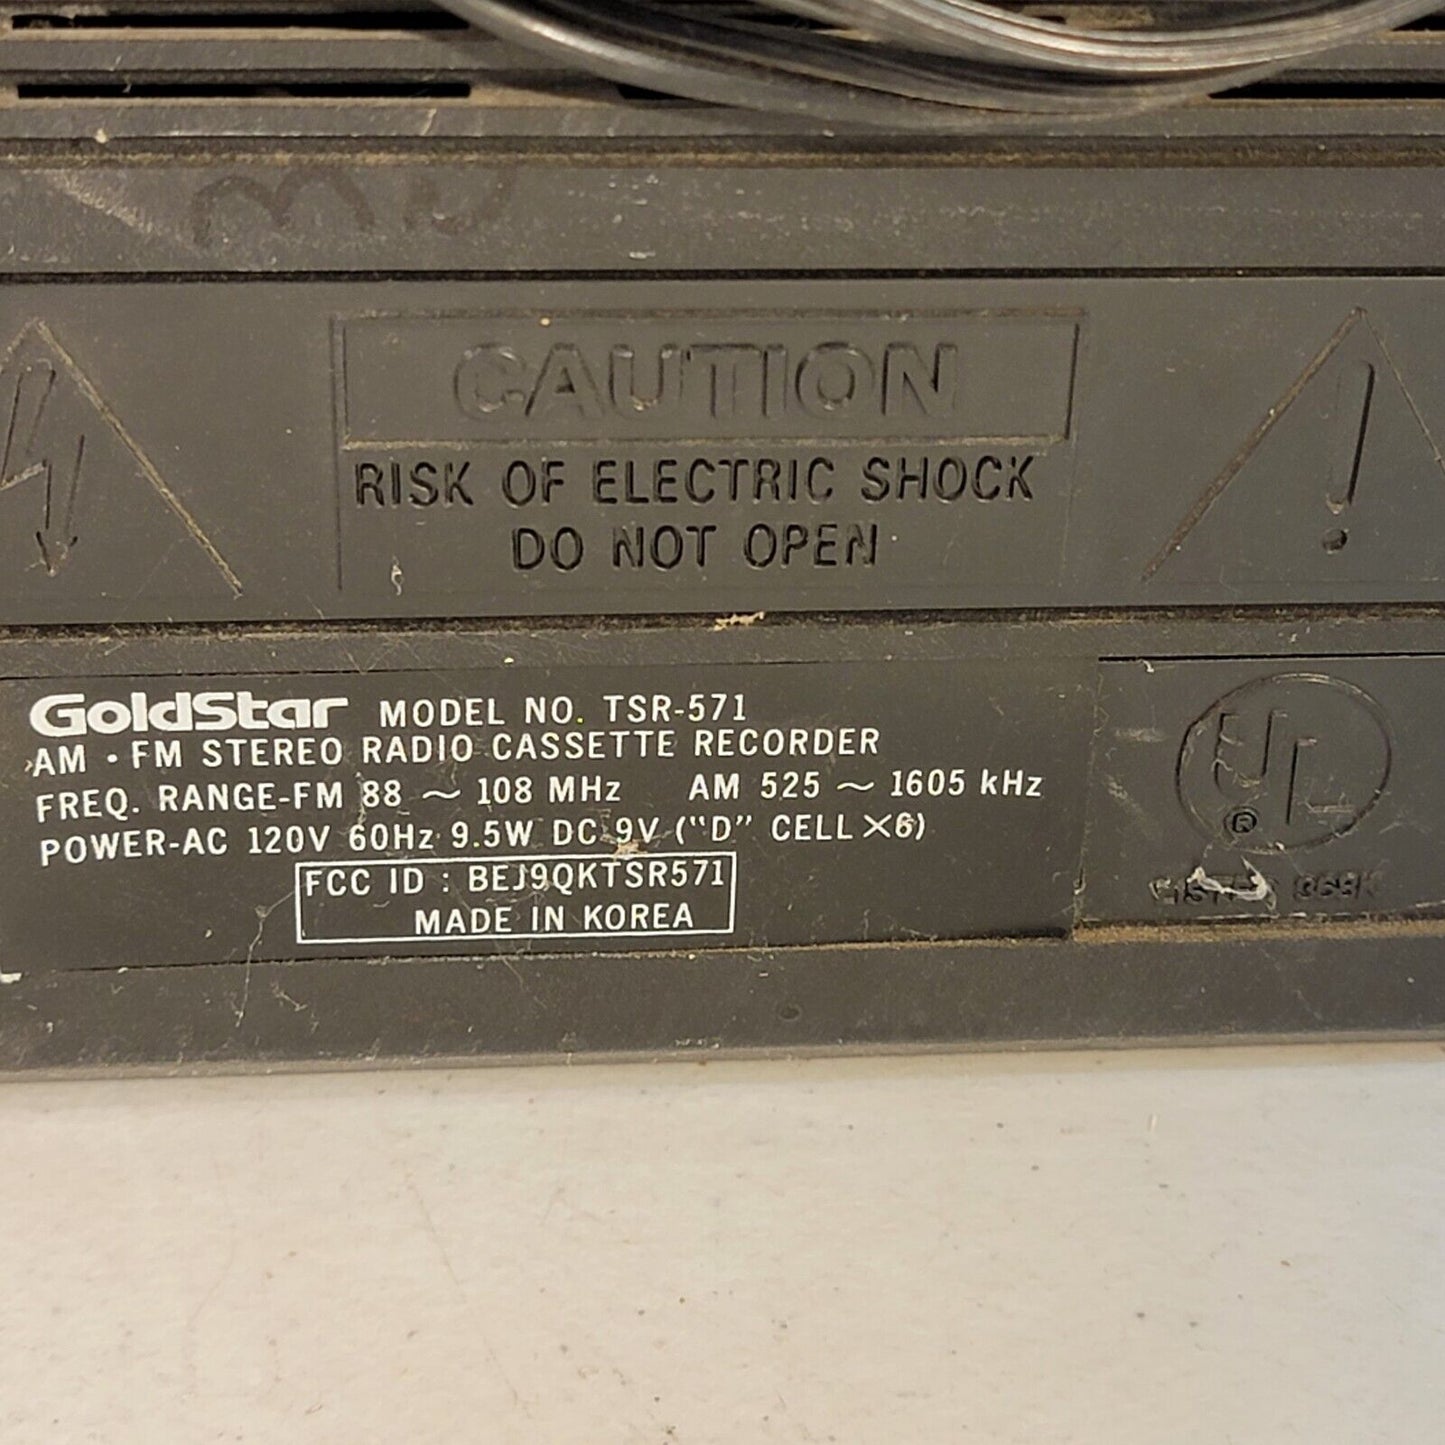 CAUTION
RISK OF ELECTRIC SHOCK
DO NOT OPEN
GoldStar MODEL NO. TSR-571
AM • FM STEREO RADIO CASSETTE RECORDER
FREQ. RANGE-FM 88 ~ 108 MHz AM 525 ~ 1605 kHz
POWER-AC 120V 60Hz 9.5W DC 9V ("D" CELL×6)
FCC ID : BEJ9QKTSR571
MADE IN KOREA
UL
®